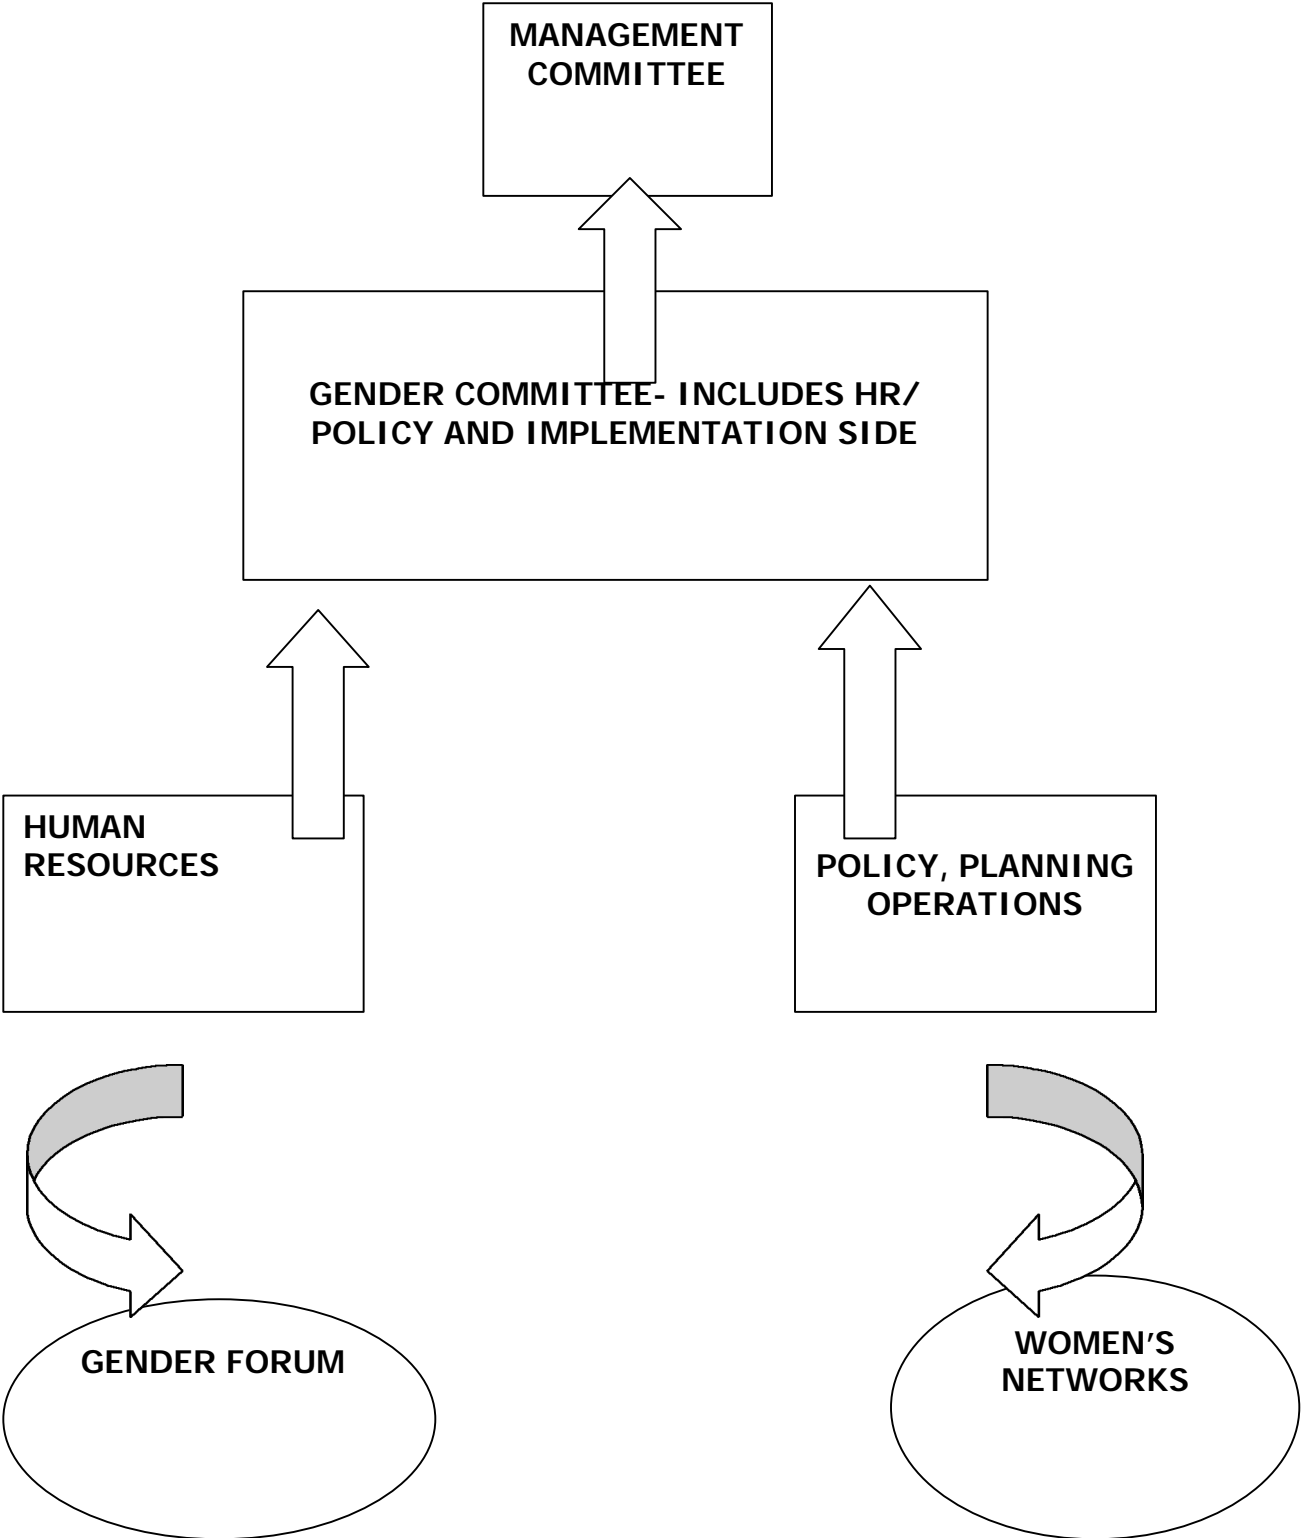 MANAGEMENT
COMMITTEE
GENDER COMMITTEE- INCLUDES HR/
POLICY AND IMPLEMENTATION SIDE
HUMAN
RESOURCES
POLICY, PLANNING
OPERATIONS
GENDER FORUM
WOMEN'S
NETWORKS